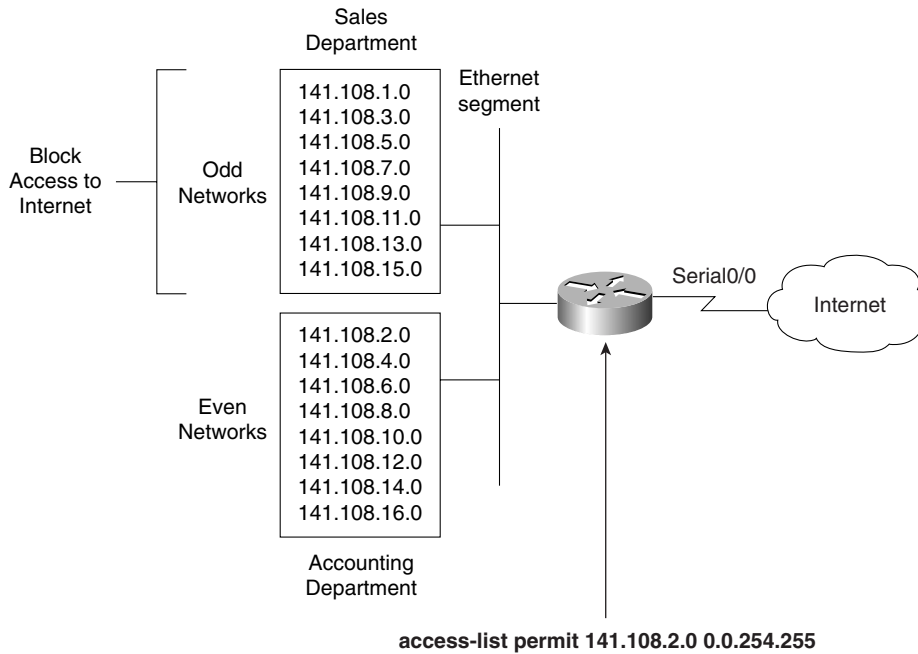 Sales
Department
Ethernet
segment
141.108.1.0
141.108.3.0
141.108.5.0
141.108.7.0
141.108.9.0
141.108.11.0
141.108.13.0
141.108.15.0
Block
Access to
Internet
Odd
Networks
Serial0/0
Internet
141.108.2.0
141.108.4.0
141.108.6.0
141.108.8.0
141.108.10.0
141.108.12.0
141.108.14.0
141.108.16.0
Even
Networks
Accounting
Department
access-list permit 141.108.2.0 0.0.254.255